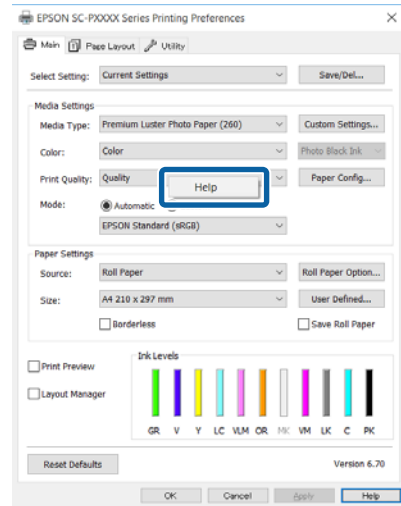 EPSON SC-PXXXX Series Printing Preferences
Main Page Layout Utility
Select Setting: Current Settings Save/Del...
Media Settings
Media Type: Premium Luster Photo Paper (260) Custom Settings...
Color: Color Photo Black Ink
Print Quality: Quality Paper Config...
Help
Mode: Automatic
EPSON Standard (sRGB)
Paper Settings
Source: Roll Paper Roll Paper Option...
Size: A4 210 x 297 mm User Defined...
Borderless Save Roll Paper
Print Preview
Layout Manager
Ink Levels
GR V Y LC VLM OR MK VM LK C PK
Reset Defaults Version 6.70
OK Cancel Apply Help